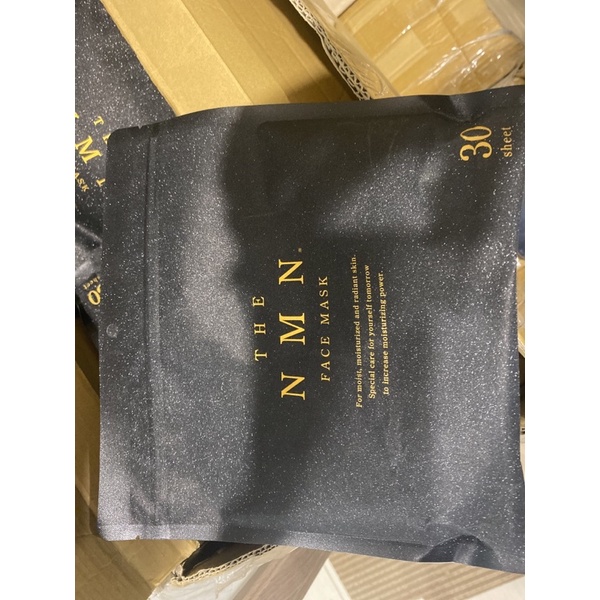 THE
NMN
FACE MASK
For moist, moisturized and radiant skin.
Special care for yourself tomorrow
to increase moisturizing power.
30
sheet